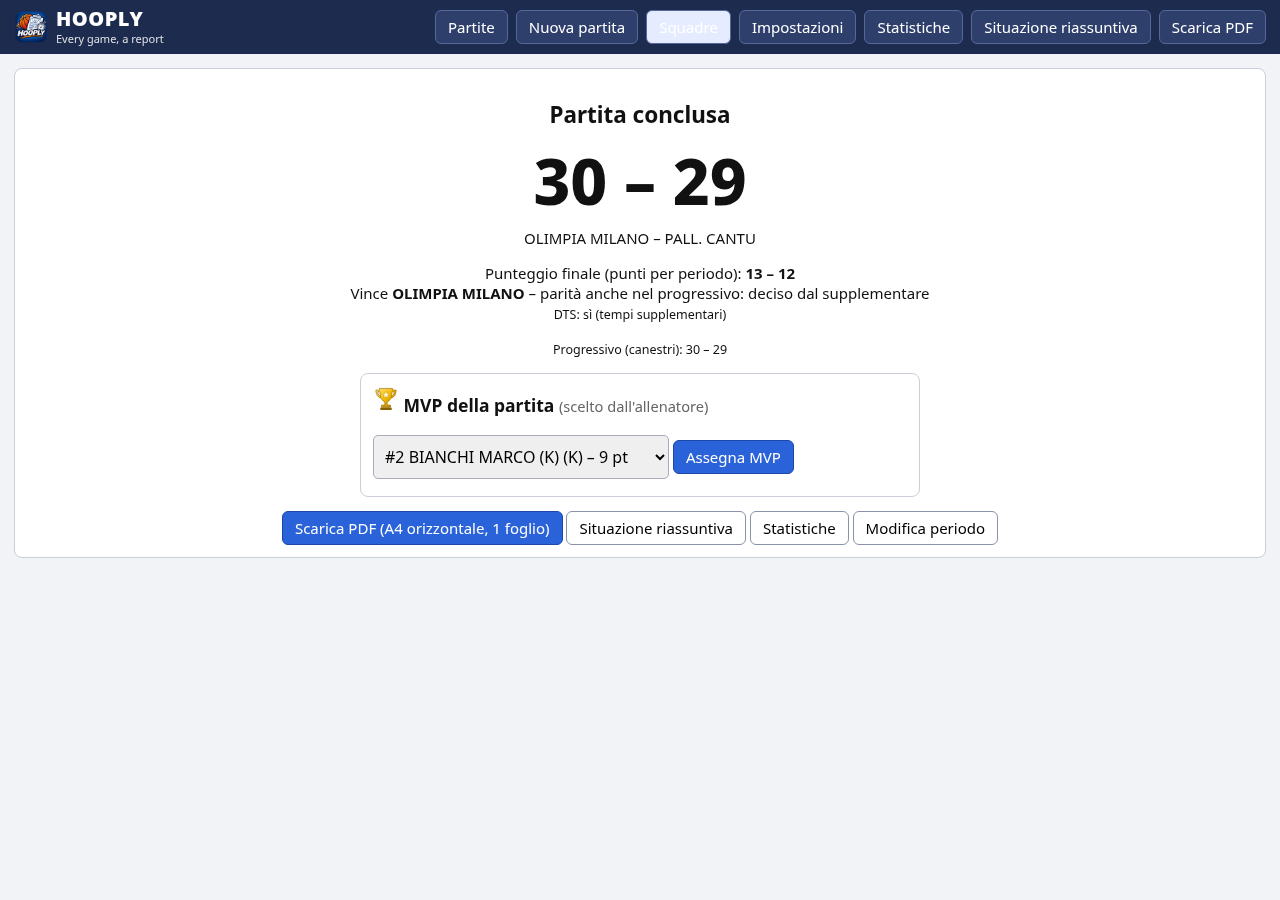 HOOPLY
Every game, a report
Partite
Nuova partita
Squadre
Impostazioni
Statistiche
Situazione riassuntiva
Scarica PDF
Partita conclusa
30 – 29
OLIMPIA MILANO – PALL. CANTU
Punteggio finale (punti per periodo): 13 – 12
Vince OLIMPIA MILANO – parità anche nel progressivo: deciso dal supplementare
DTS: sì (tempi supplementari)
Progressivo (canestri): 30 – 29
MVP della partita (scelto dall'allenatore)
#2 BIANCHI MARCO (K) (K) – 9 pt
Assegna MVP
Scarica PDF (A4 orizzontale, 1 foglio)
Situazione riassuntiva
Statistiche
Modifica periodo